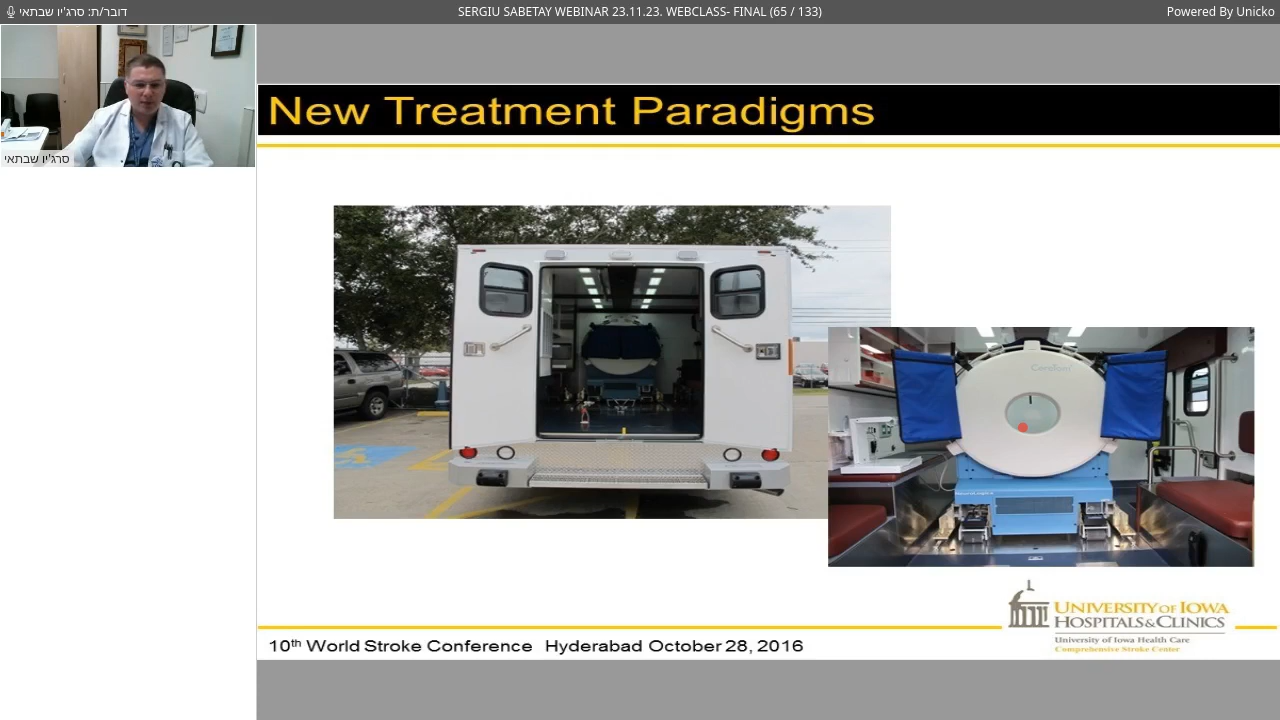 דובר/ת: סרג'יו שבתאי
SERGIU SABETAY WEBINAR 23.11.23. WEBCLASS- FINAL (65 / 133)
Powered By Unicko
סרג'יו שבתאי
New Treatment Paradigms
CereTom
UNIVERSITY OF IOWA
HOSPITALS & CLINICS
University of Iowa Health Care
Comprehensive Stroke Center
10th World Stroke Conference Hyderabad October 28, 2016